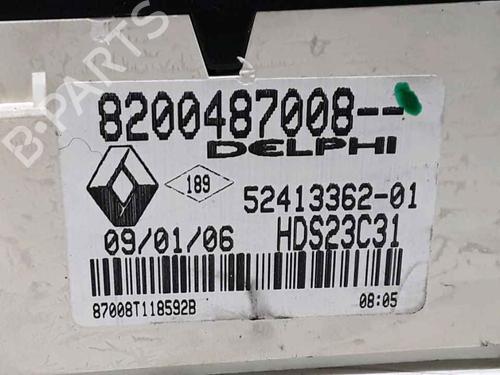 8200487008--
DELPHI
189
52413362-01
09/01/06 HDS23C31
87008T118592B 08:05
B-PARTS